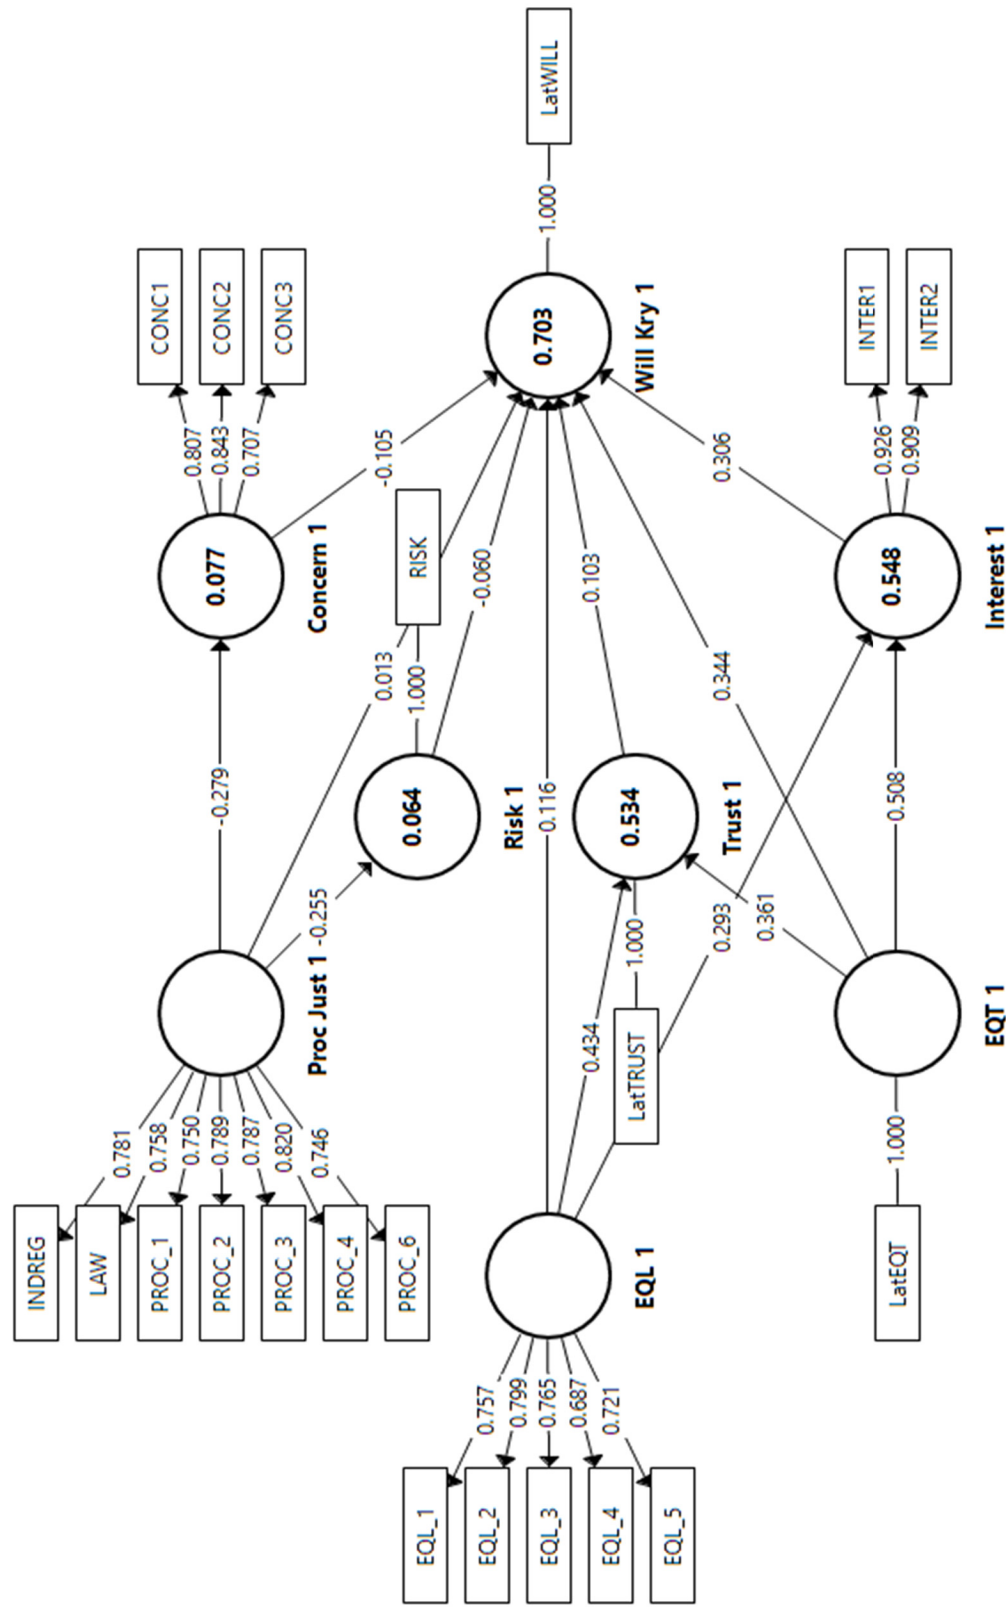 INDREG
LAW
PROC_1
PROC_2
PROC_3
PROC_4
PROC_6
0.781
0.758
0.750
0.789
0.787
0.820
0.746
Proc Just 1
-0.279
0.013
-0.255
0.077
Concern 1
0.807
0.843
0.707
CONC1
CONC2
CONC3
-0.105
RISK
1.000
0.064
Risk 1
-0.060
EQL_1
EQL_2
EQL_3
EQL_4
EQL_5
0.757
0.799
0.765
0.687
0.721
EQL 1
0.116
0.434
0.293
LatTRUST
1.000
0.534
Trust 1
0.103
0.703
Will Kry 1
1.000
LatWILL
LatEQT
1.000
EQT 1
0.361
0.344
0.508
0.548
Interest 1
0.306
0.926
0.909
INTER1
INTER2